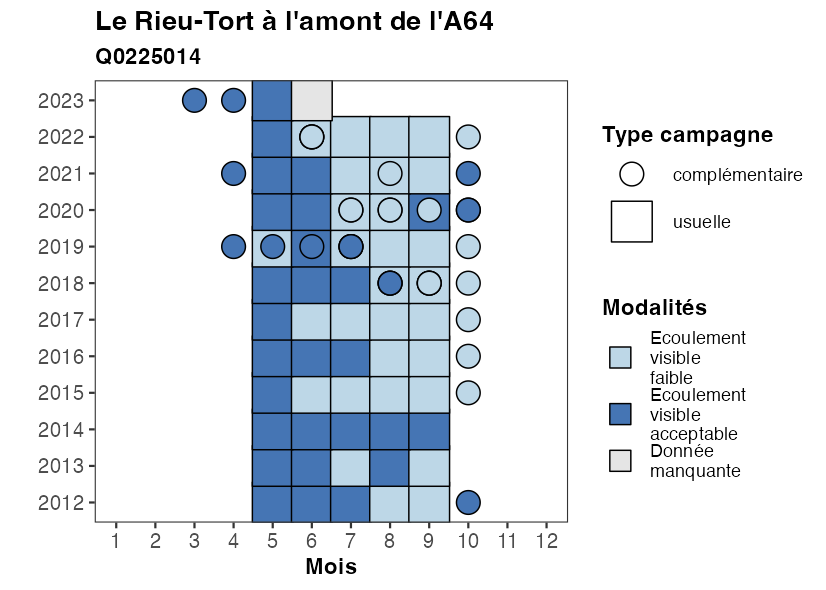 Le Rieu-Tort à l'amont de l'A64
Q0225014
2023
2022
2021
2020
2019
2018
2017
2016
2015
2014
2013
2012
1 2 3 4 5 6 7 8 9 10 11 12
Mois
Type campagne
complémentaire
usuelle
Modalités
Ecoulement
visible
faible
Ecoulement
visible
acceptable
Donnée
manquante